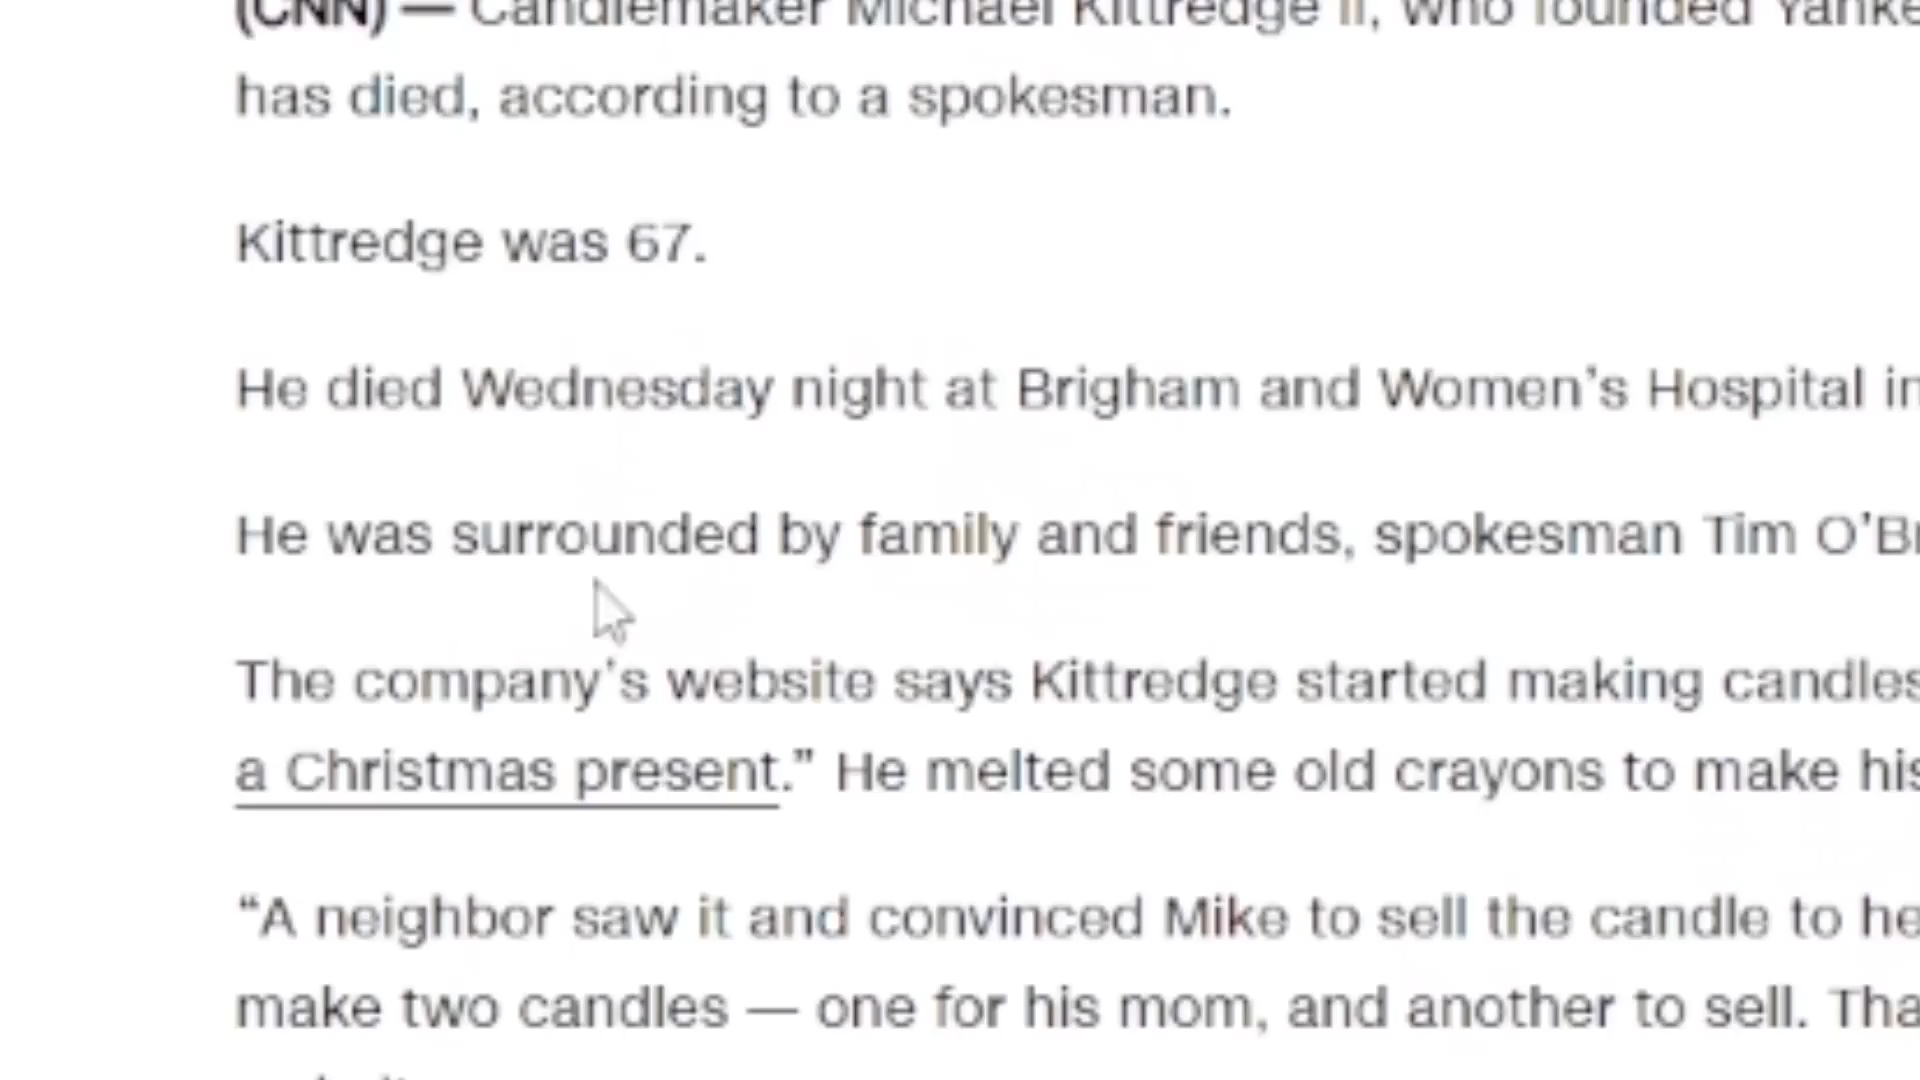 (CNN) — Candlemaker Michael Kittredge II, who founded
has died, according to a spokesman.
Kittredge was 67.
He died Wednesday night at Brigham and Women’s Hospital in
He was surrounded by family and friends, spokesman Tim
The company’s website says Kittredge started making candles
a Christmas present.” He melted some old crayons to make his
“A neighbor saw it and convinced Mike to sell the candle to
make two candles — one for his mom, and another to sell.